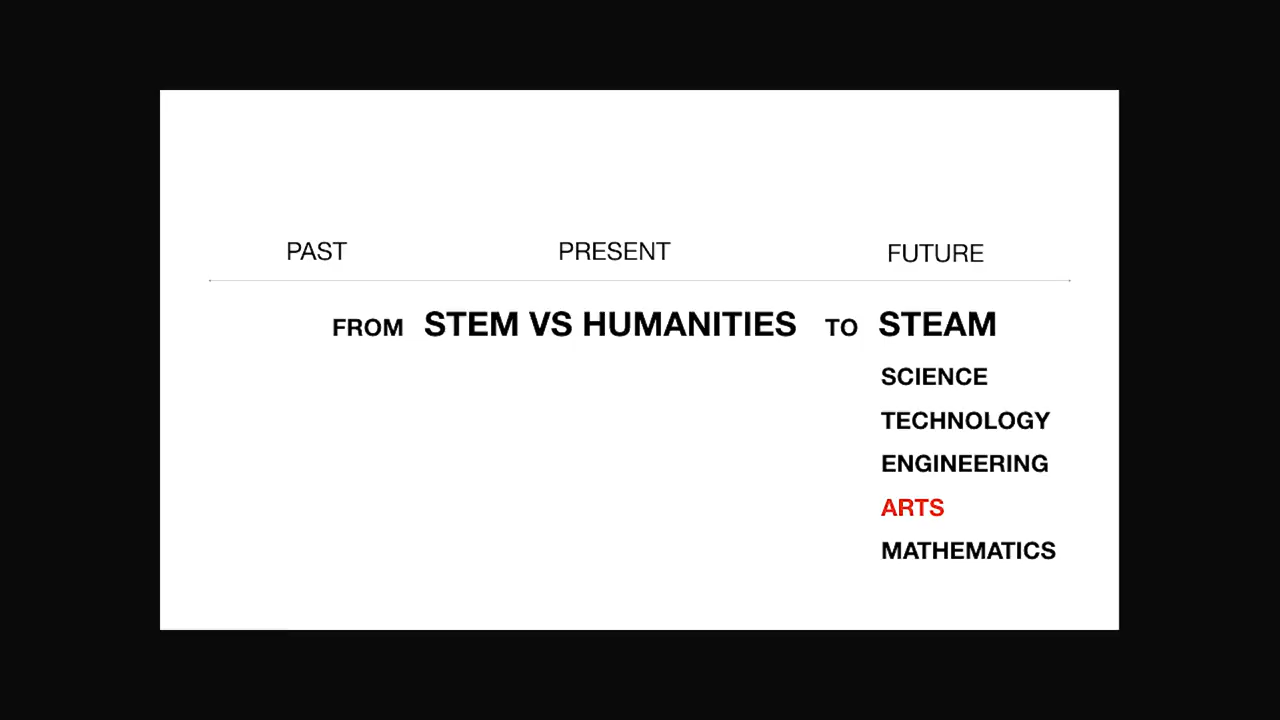 PAST PRESENT FUTURE
FROM STEM VS HUMANITIES TO STEAM
SCIENCE
TECHNOLOGY
ENGINEERING
ARTS
MATHEMATICS